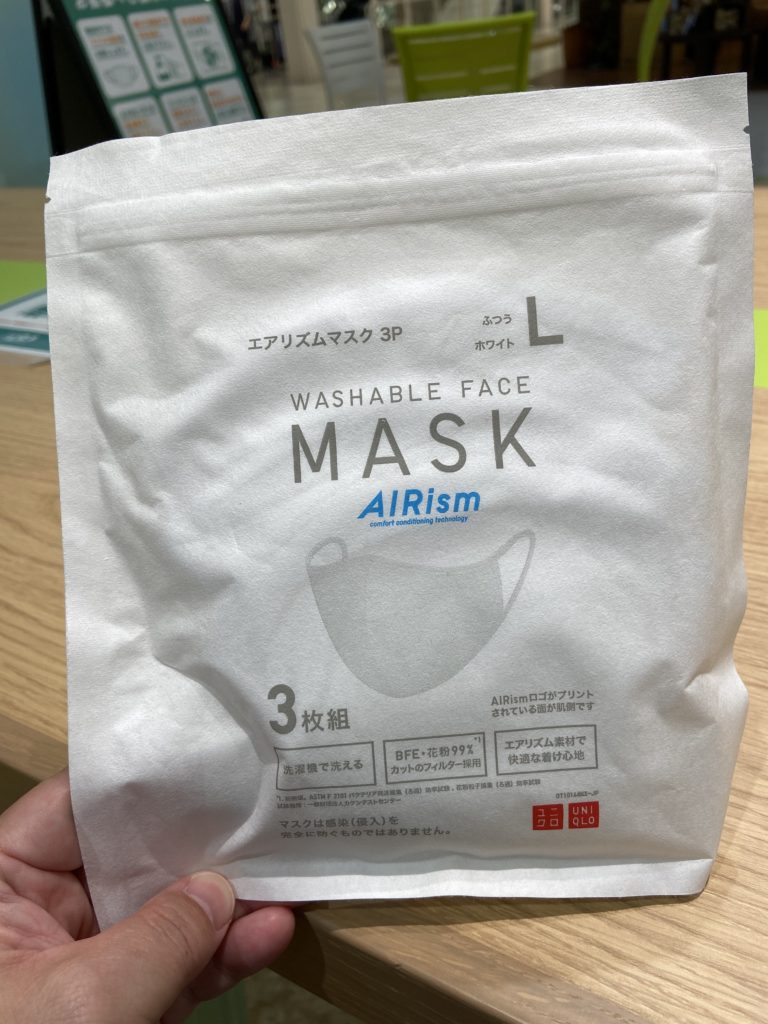 エアリズムマスク 3P
ふつう
ホワイト
L
WASHABLE FACE
MASK
AIRism
comfort conditioning technology
3枚組
AIRismロゴがプリント
されている面が肌側です
洗濯機で洗える
BFE・花粉99%*1
カットのフィルター採用
エアリズム素材で
快適な着け心地
マスクは感染(侵入)を
完全に防ぐものではありません。
ユニ
クロ
UNI
QLO